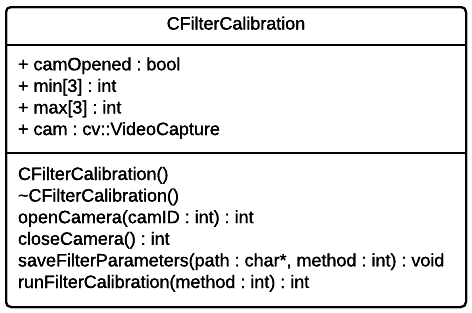 CFilterCalibration
+ camOpened : bool
+ min[3] : int
+ max[3] : int
+ cam : cv::VideoCapture
CFilterCalibration()
~CFilterCalibration()
openCamera(camID : int) : int
closeCamera() : int
saveFilterParameters(path : char*, method : int) : void
runFilterCalibration(method : int) : int